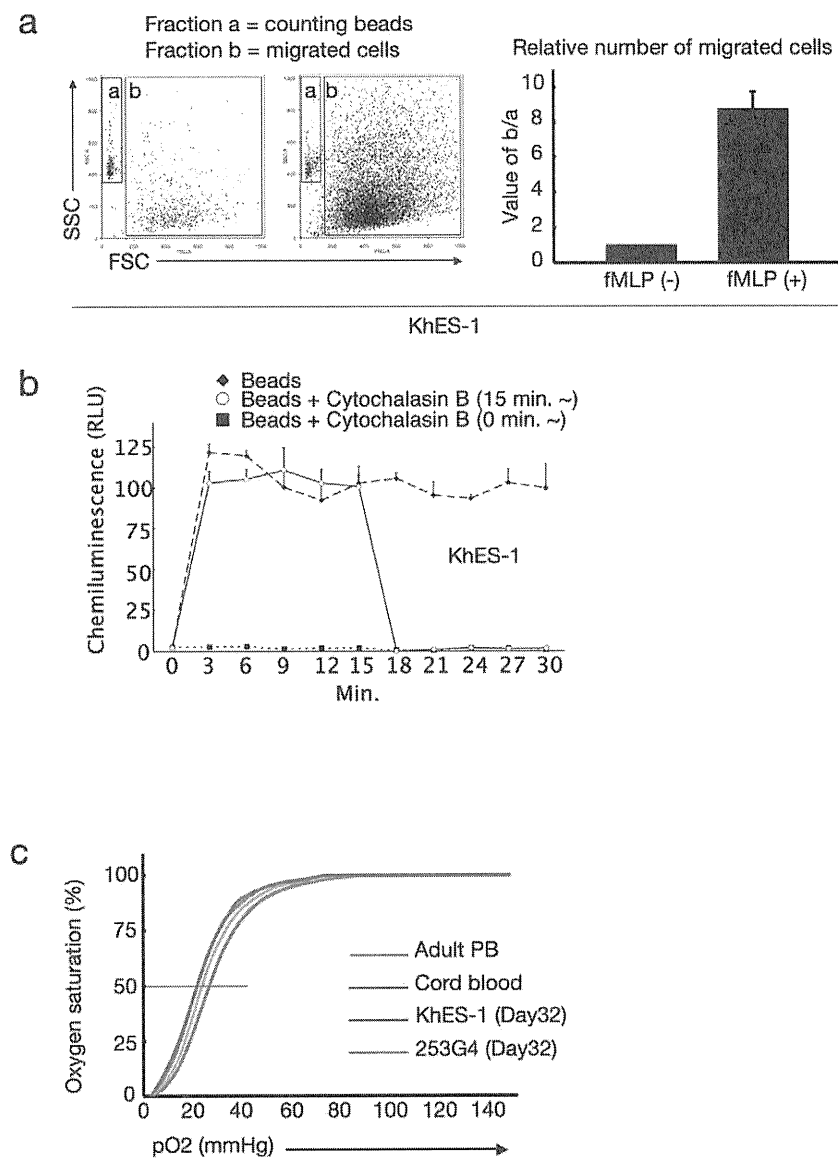 a
Fraction a = counting beads
Fraction b = migrated cells
Relative number of migrated cells
a b
a b
SSC
FSC
Value of b/a
10
8
6
4
2
0
fMLP (-) fMLP (+)
KhES-1
b
Beads
Beads + Cytochalasin B (15 min. ~)
Beads + Cytochalasin B (0 min. ~)
Chemiluminescence (RLU)
125
100
75
50
25
0
KhES-1
0 3 6 9 12 15 18 21 24 27 30
Min.
c
Oxygen saturation (%)
100
75
50
25
0
Adult PB
Cord blood
KhES-1 (Day32)
253G4 (Day32)
0 20 40 60 80 100 120 140
pO2 (mmHg)